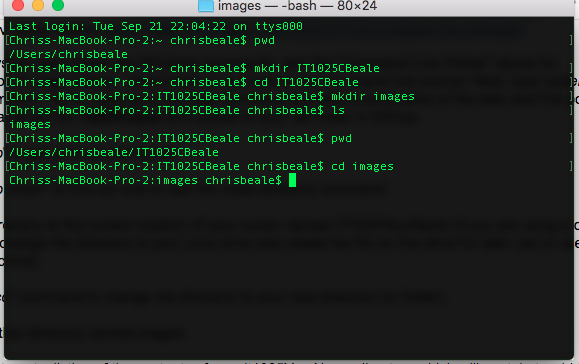 images — -bash — 80×24
Last login: Tue Sep 21 22:04:22 on ttys000
[Chriss-MacBook-Pro-2:~ chrisbeale$ pwd ]
/Users/chrisbeale
[Chriss-MacBook-Pro-2:~ chrisbeale$ mkdir IT1025CBeale ]
[Chriss-MacBook-Pro-2:~ chrisbeale$ cd IT1025CBeale ]
[Chriss-MacBook-Pro-2:IT1025CBeale chrisbeale$ mkdir images ]
[Chriss-MacBook-Pro-2:IT1025CBeale chrisbeale$ ls ]
images
[Chriss-MacBook-Pro-2:IT1025CBeale chrisbeale$ pwd ]
/Users/chrisbeale/IT1025CBeale
[Chriss-MacBook-Pro-2:IT1025CBeale chrisbeale$ cd images ]
Chriss-MacBook-Pro-2:images chrisbeale$